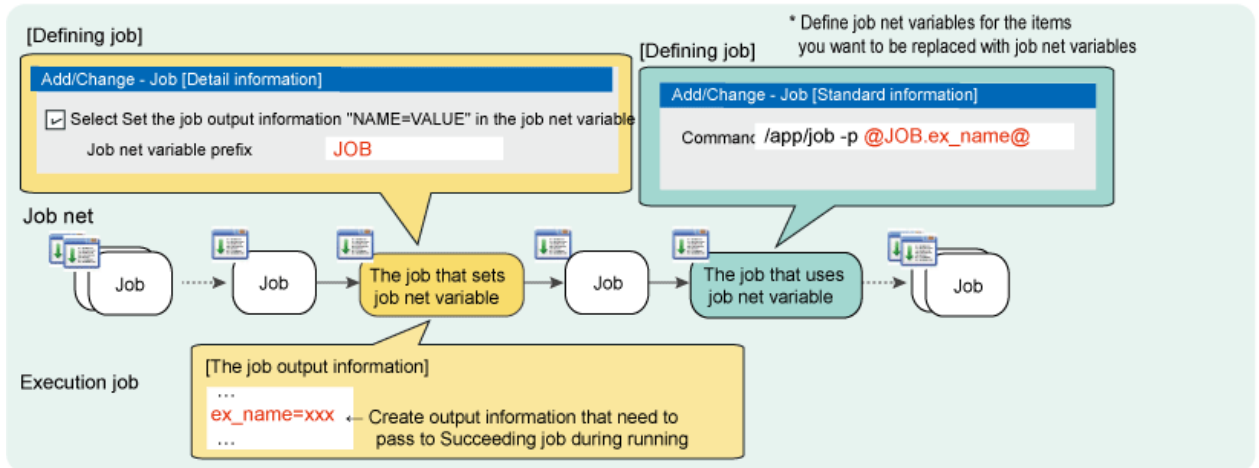 [Defining job]
* Define job net variables for the items
you want to be replaced with job net variables
[Defining job]
Add/Change - Job [Detail information]
Select Set the job output information "NAME=VALUE" in the job net variable
Job net variable prefix JOB
Add/Change - Job [Standard information]
Command /app/job -p @JOB.ex_name@
Job net
Job
Job
The job that sets
job net variable
Job
The job that uses
job net variable
Job
Execution job
[The job output information]
...
ex_name=xxx ← Create output information that need to
pass to Succeeding job during running
...